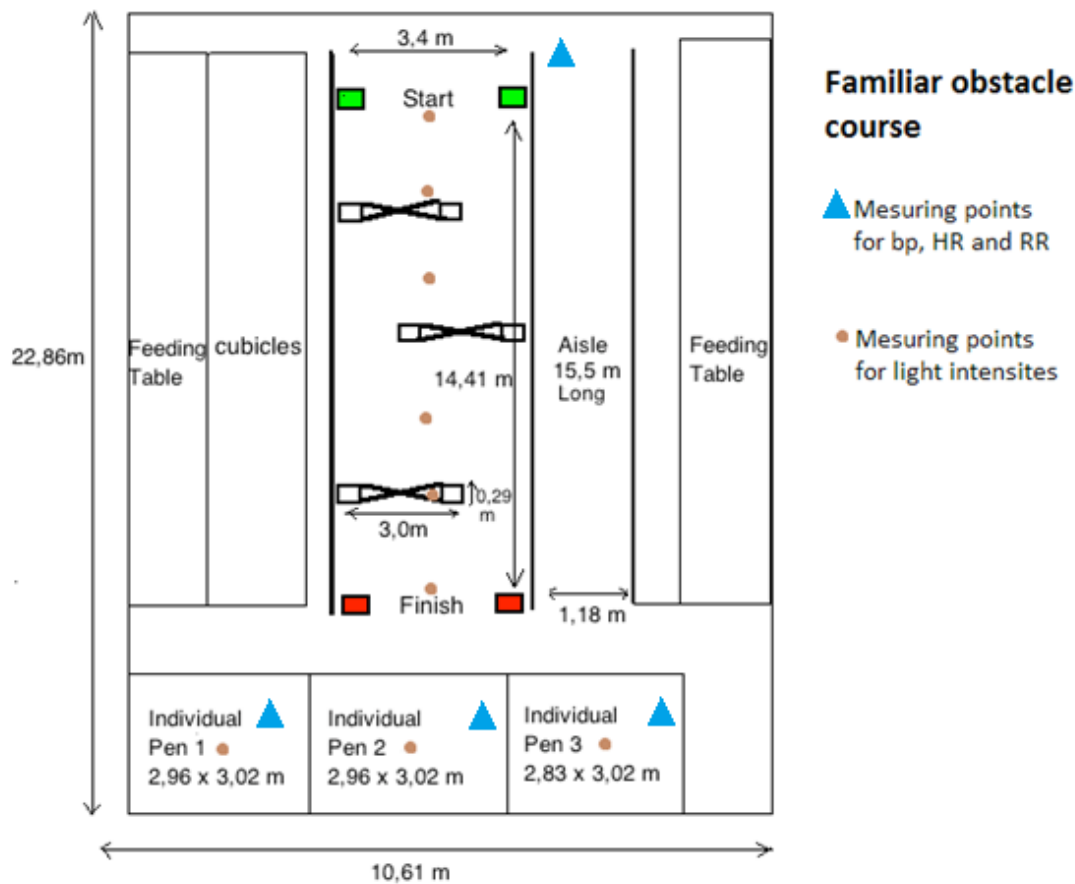 3,4 m
Start
Familiar obstacle
course
Mesuring points
for bp, HR and RR
Mesuring points
for light intensites
22,86m
Feeding
Table
cubicles
14,41 m
Aisle
15,5 m
Long
Feeding
Table
0,29
m
3,0m
Finish
1,18 m
Individual
Pen 1
2,96 x 3,02 m
Individual
Pen 2
2,96 x 3,02 m
Individual
Pen 3
2,83 x 3,02 m
10,61 m